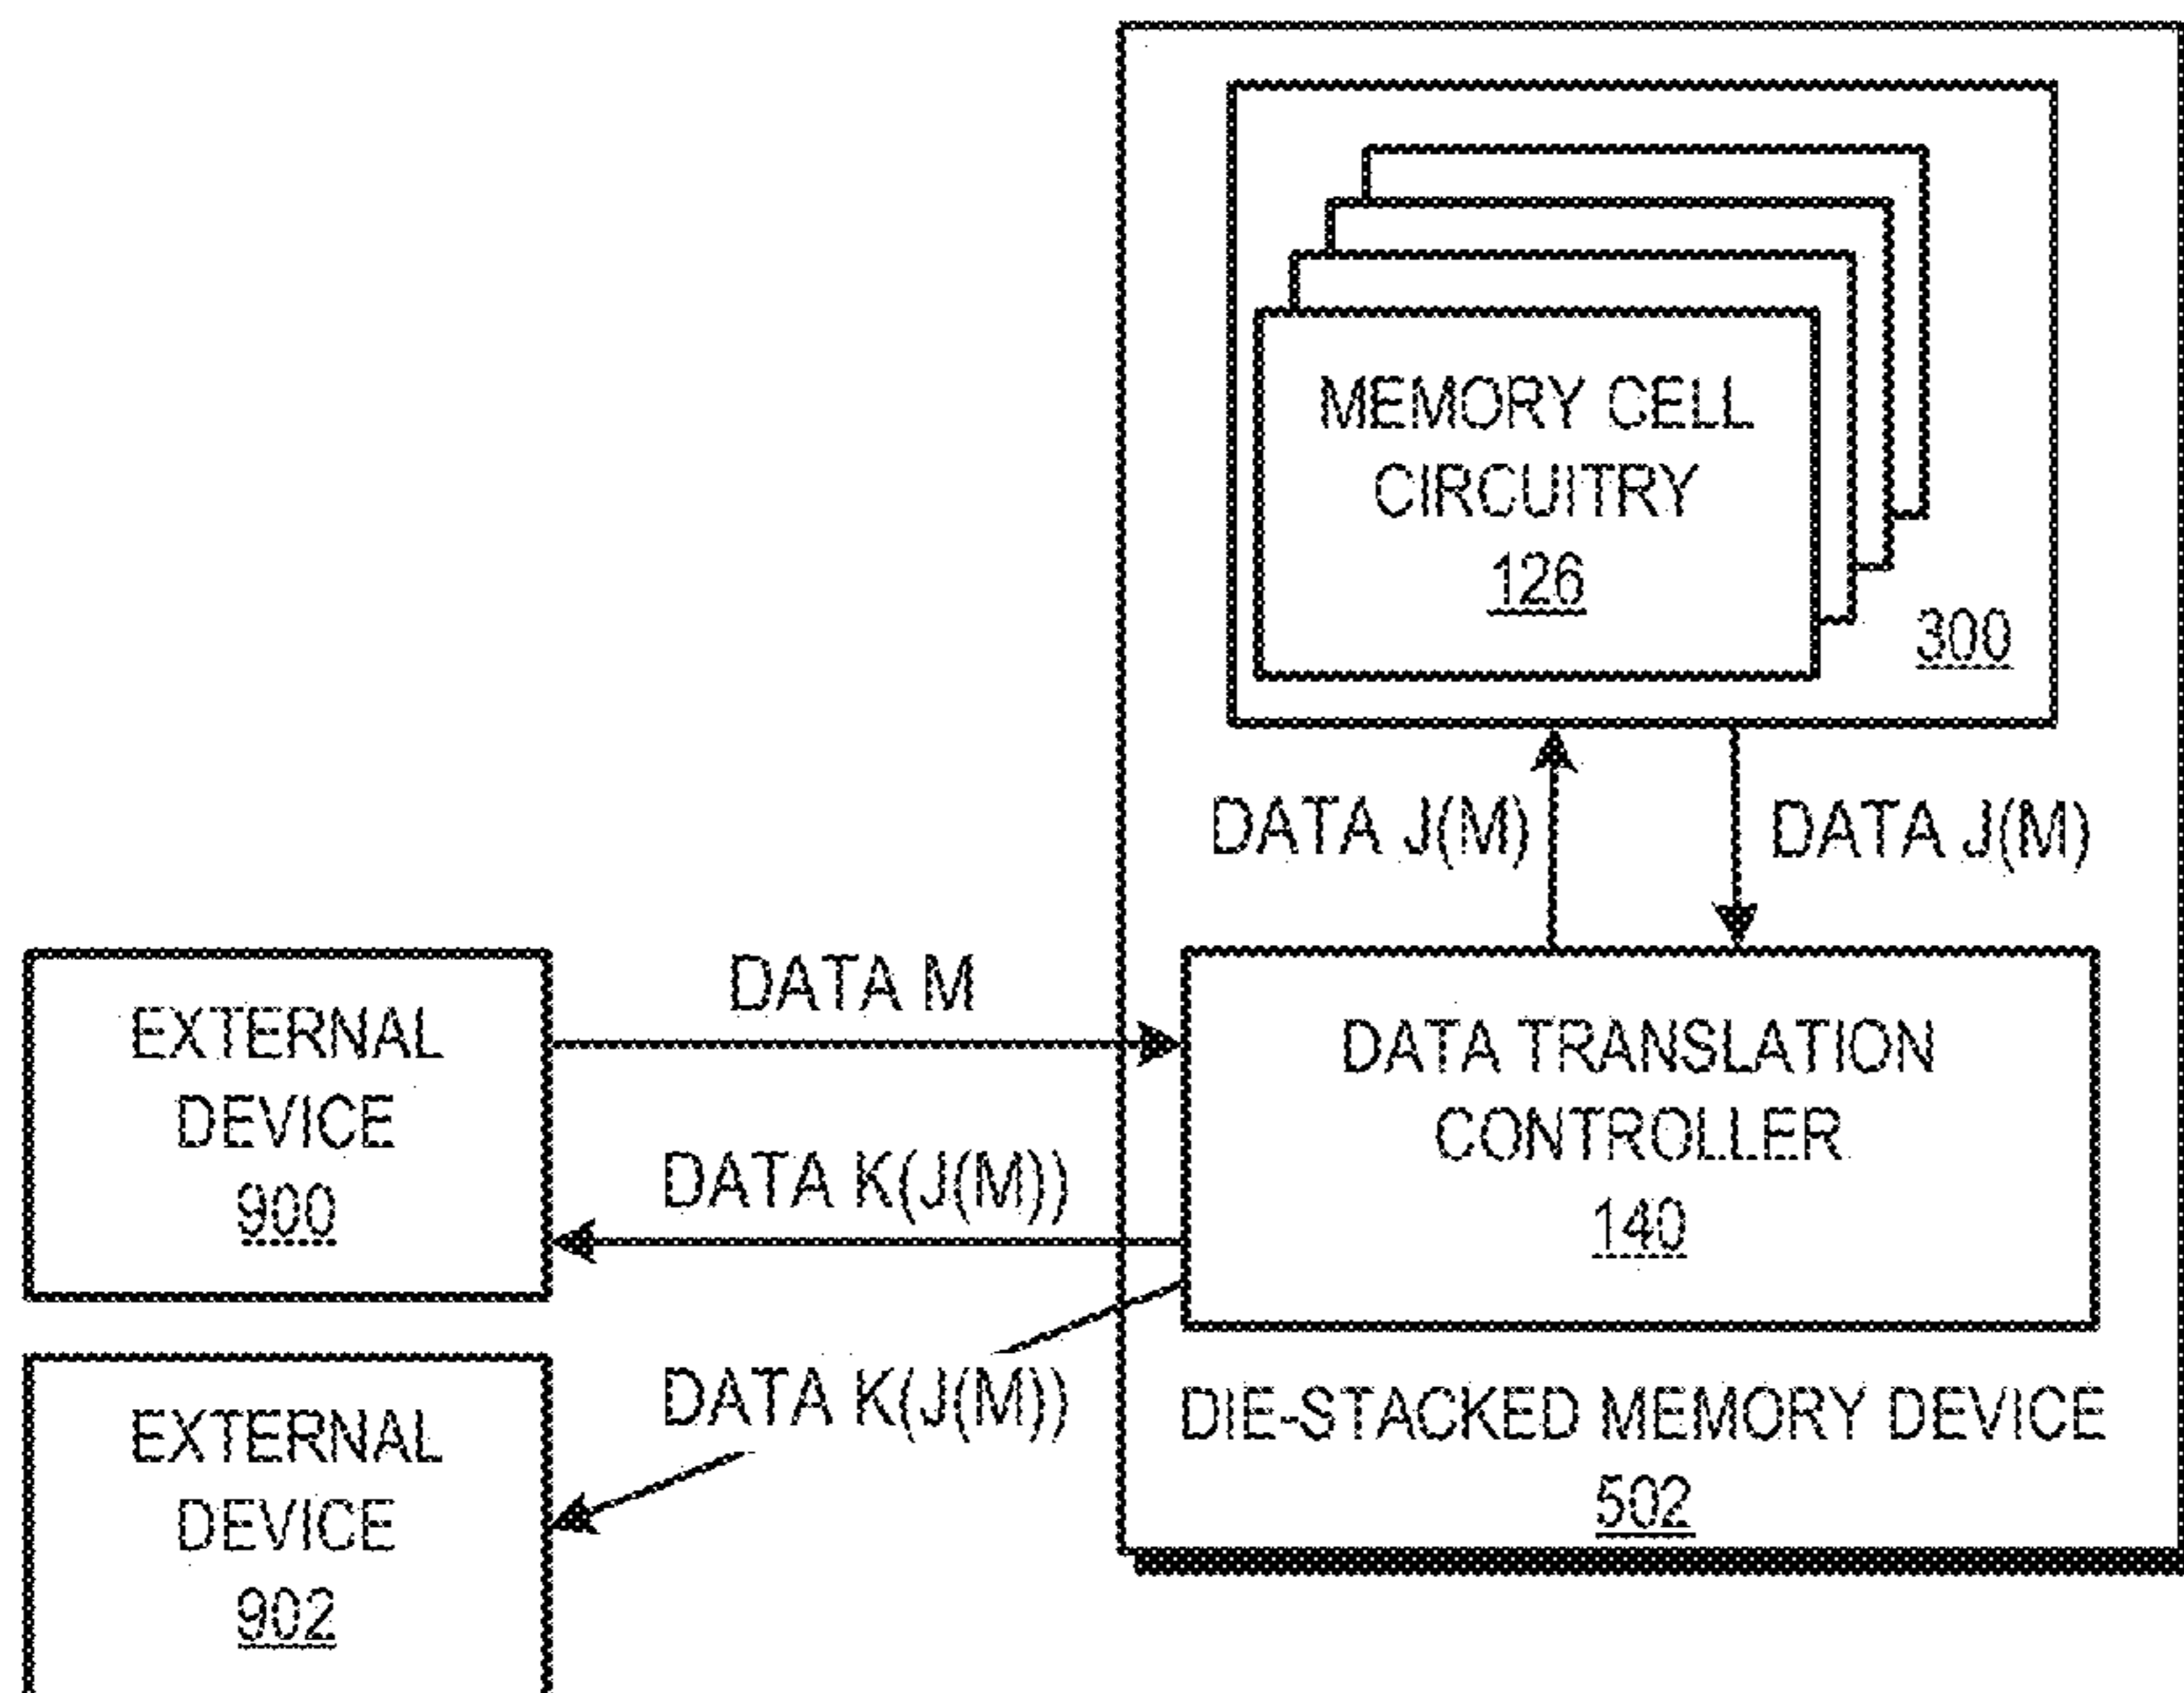 MEMORY CELL
CIRCUITRY
126
300
DATA J(M)
DATA J(M)
DATA M
EXTERNAL
DEVICE
900
DATA TRANSLATION
CONTROLLER
140
DATA K(J(M))
DATA K(J(M))
EXTERNAL
DEVICE
902
DIE-STACKED MEMORY DEVICE
502